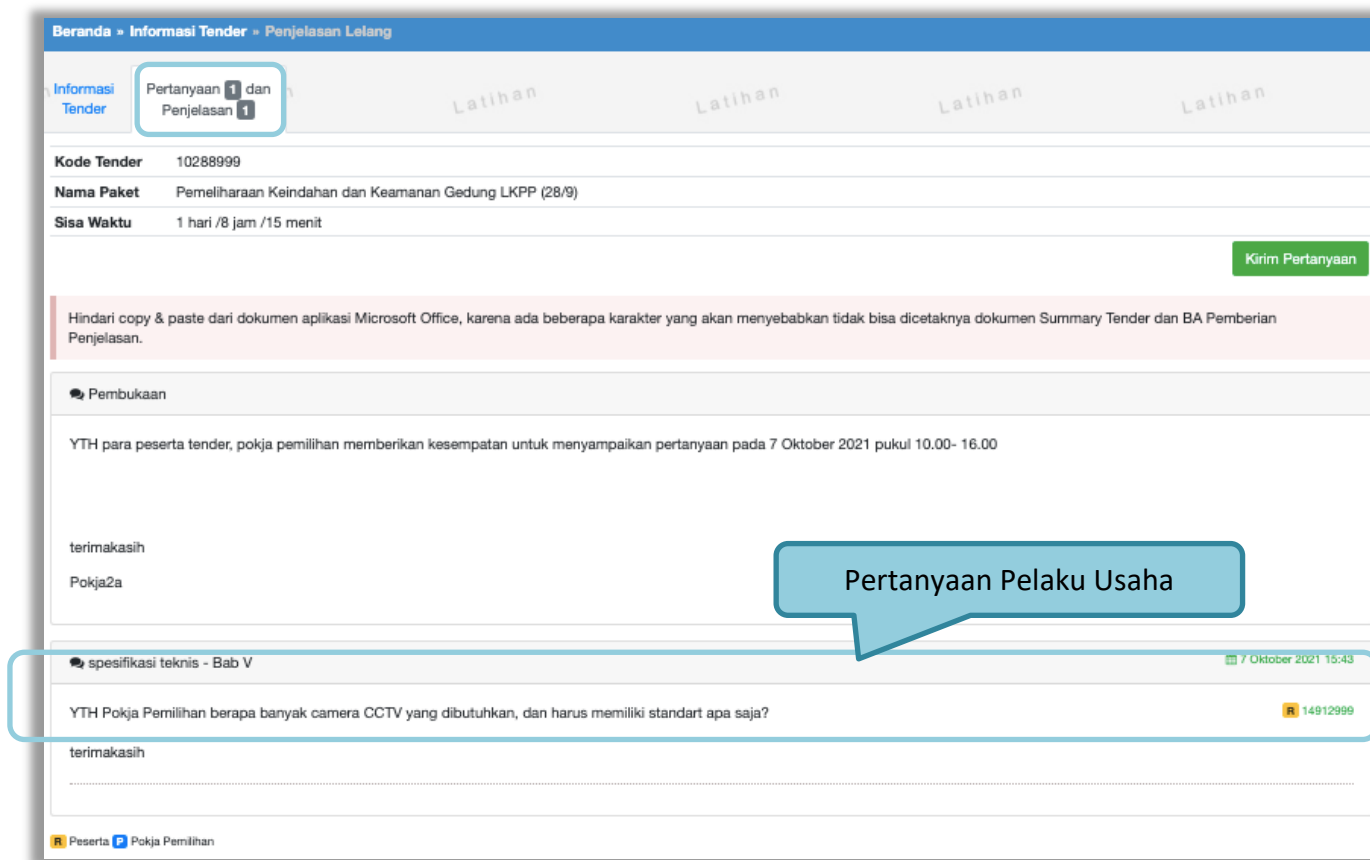 Beranda » Informasi Tender » Penjelasan Lelang
Informasi
Tender
Pertanyaan 1 dan
Penjelasan 1
Latihan Latihan Latihan Latihan
Kode Tender 10288999
Nama Paket Pemeliharaan Keindahan dan Keamanan Gedung LKPP (28/9)
Sisa Waktu 1 hari /8 jam /15 menit
Kirim Pertanyaan
Hindari copy & paste dari dokumen aplikasi Microsoft Office, karena ada beberapa karakter yang akan menyebabkan tidak bisa dicetaknya dokumen Summary Tender dan BA Pemberian
Penjelasan.
Pembukaan
YTH para peserta tender, pokja pemilihan memberikan kesempatan untuk menyampaikan pertanyaan pada 7 Oktober 2021 pukul 10.00- 16.00
terimakasih
Pokja2a
Pertanyaan Pelaku Usaha
spesifikasi teknis - Bab V 7 Oktober 2021 15:43
YTH Pokja Pemilihan berapa banyak camera CCTV yang dibutuhkan, dan harus memiliki standart apa saja? R 14912999
terimakasih
R Peserta P Pokja Pemilihan